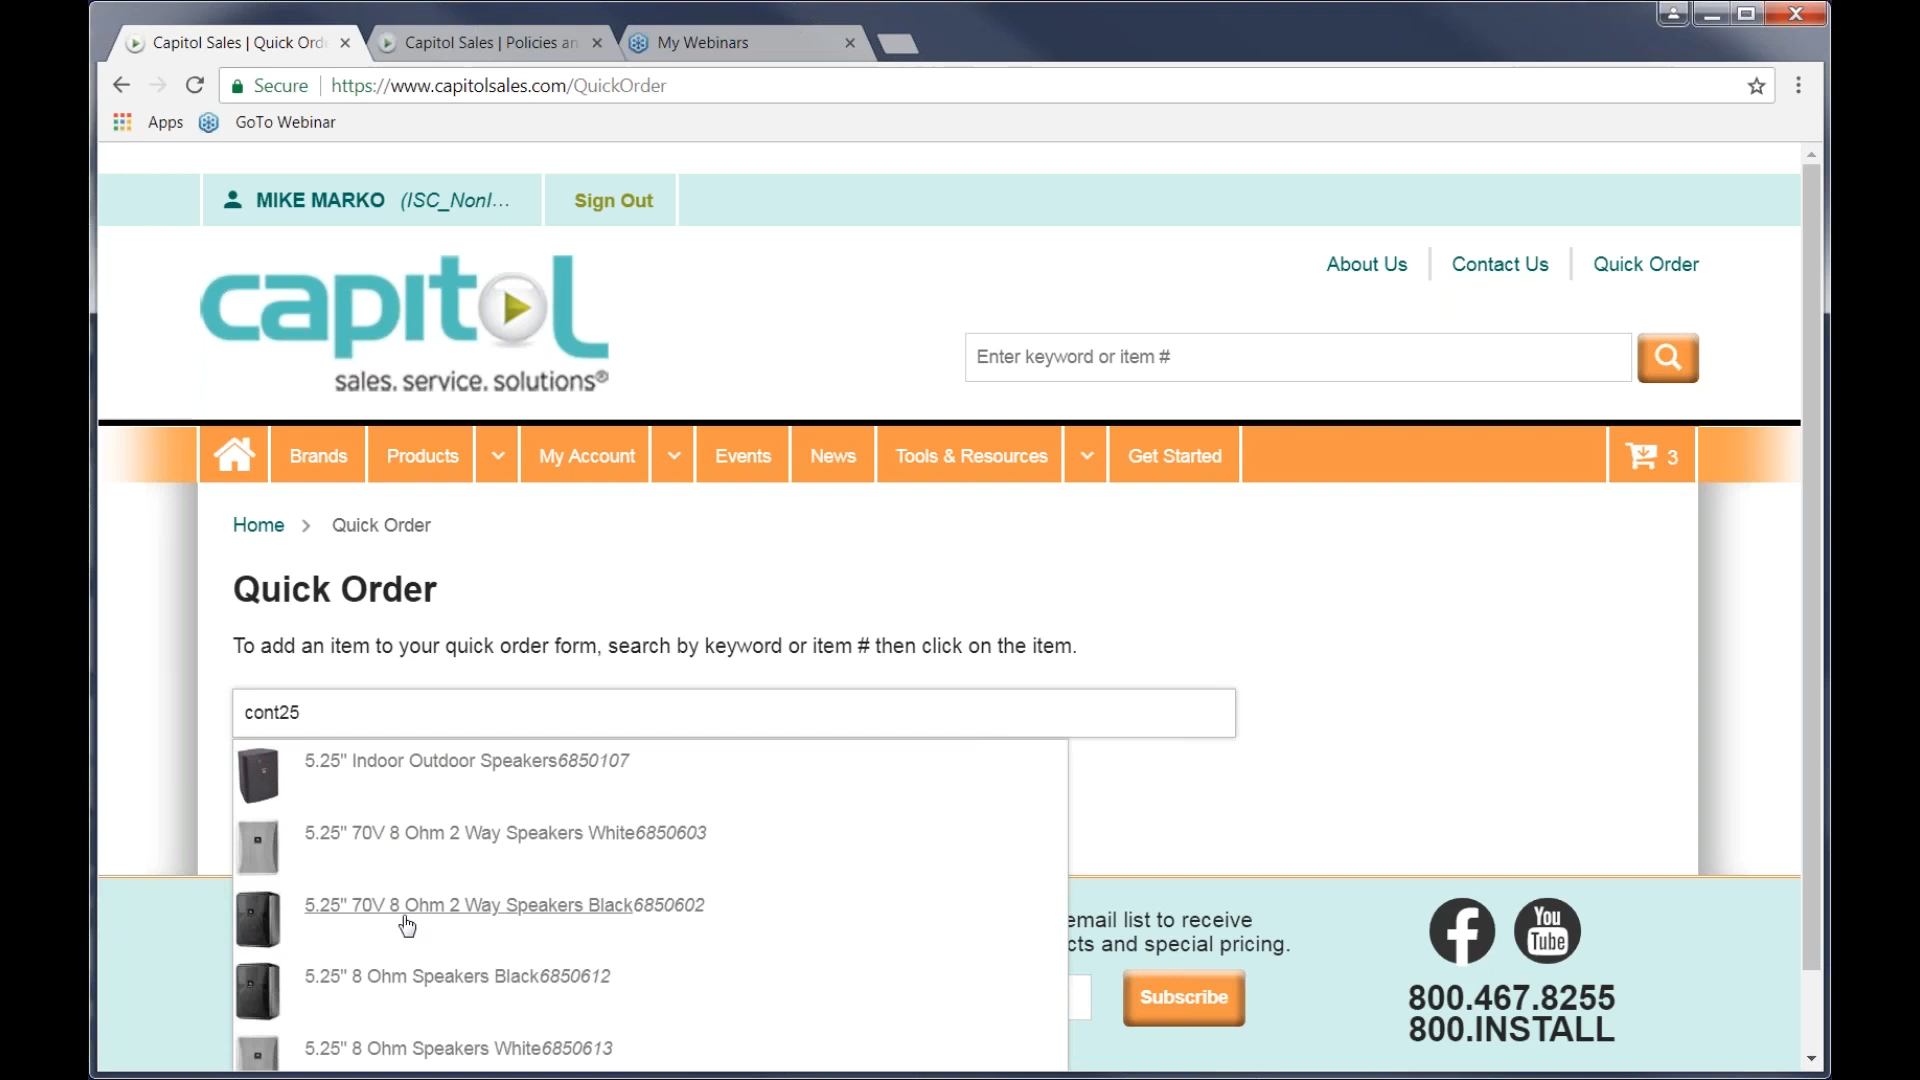 Capitol Sales | Quick Ord
Capitol Sales | Policies an
My Webinars
Secure
https://www.capitolsales.com/QuickOrder
Apps
GoTo Webinar
MIKE MARKO (ISC_NonI...
Sign Out
About Us
Contact Us
Quick Order
capitol
sales. service. solutions®
Enter keyword or item #
Brands
Products
My Account
Events
News
Tools & Resources
Get Started
3
Home > Quick Order
Quick Order
To add an item to your quick order form, search by keyword or item # then click on the item.
cont25
5.25" Indoor Outdoor Speakers6850107
5.25" 70V 8 Ohm 2 Way Speakers White6850603
5.25" 70V 8 Ohm 2 Way Speakers Black6850602
5.25" 8 Ohm Speakers Black6850612
5.25" 8 Ohm Speakers White6850613
email list to receive
cts and special pricing.
Subscribe
You
Tube
800.467.8255
800.INSTALL